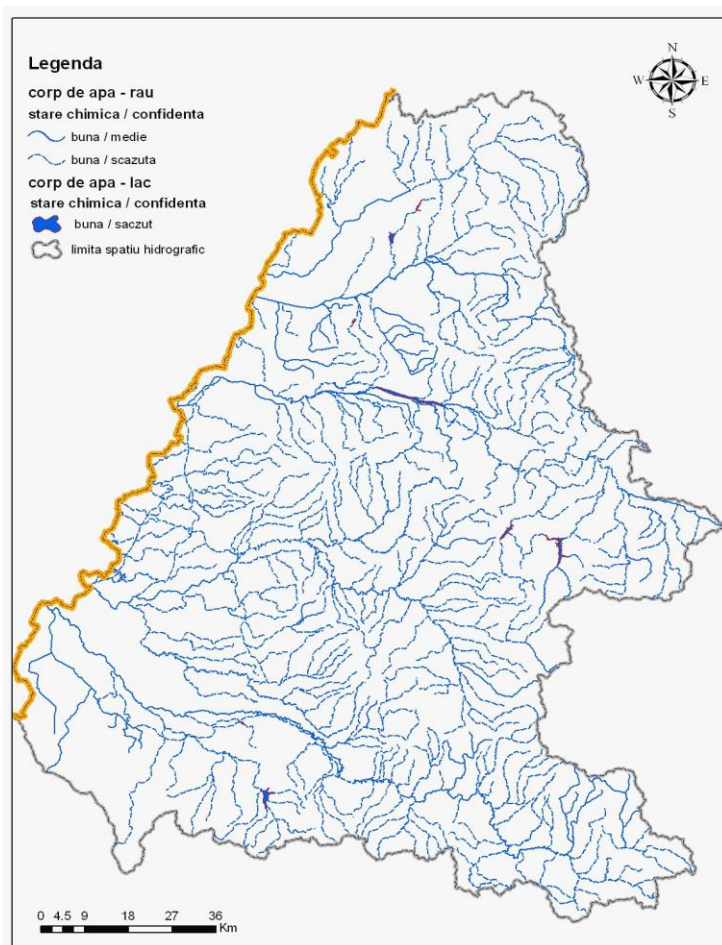 Legenda
corp de apa - rau
stare chimica / confidenta
buna / medie
buna / scazuta
corp de apa - lac
stare chimica / confidenta
buna / saczut
limita spatiu hidrografic
N
W E
S
0 4.5 9 18 27 36
Km